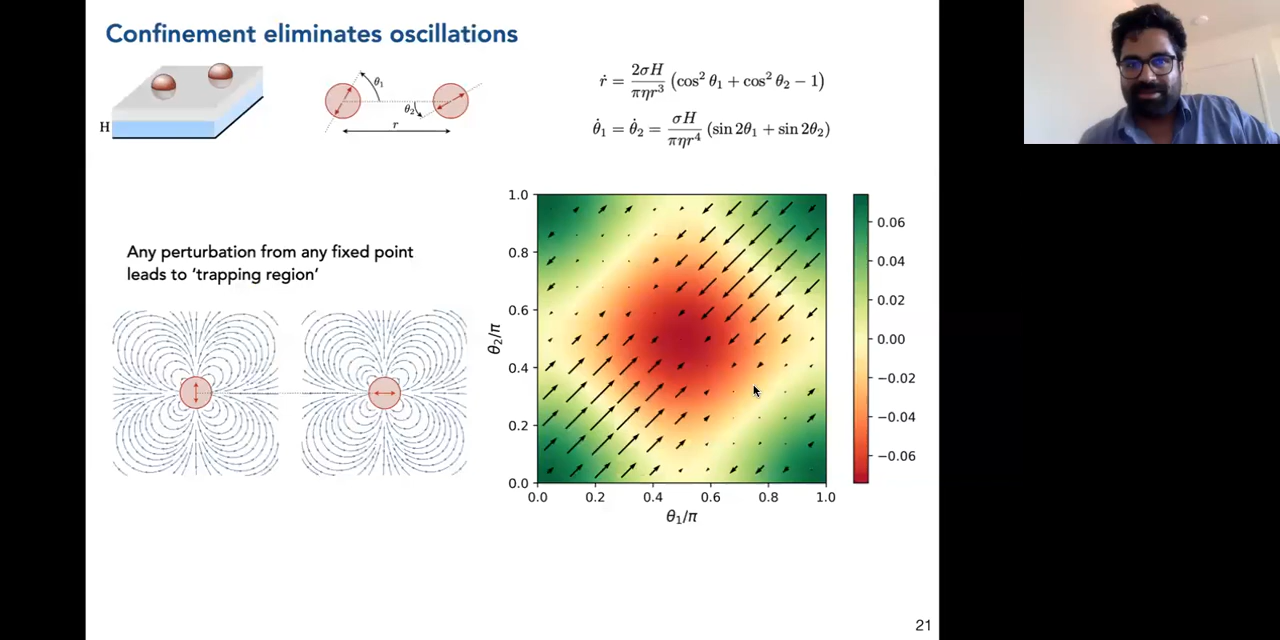 Confinement eliminates oscillations
H
θ₁
θ₂
r
ṙ = 2σH/πηr³ (cos² θ₁ + cos² θ₂ − 1)
θ̇₁ = θ̇₂ = σH/πηr⁴ (sin 2θ₁ + sin 2θ₂)
Any perturbation from any fixed point
leads to ‘trapping region’
1.0
0.8
0.6
0.4
0.2
0.0
θ₂/π
0.0 0.2 0.4 0.6 0.8 1.0
θ₁/π
0.06
0.04
0.02
0.00
−0.02
−0.04
−0.06
21